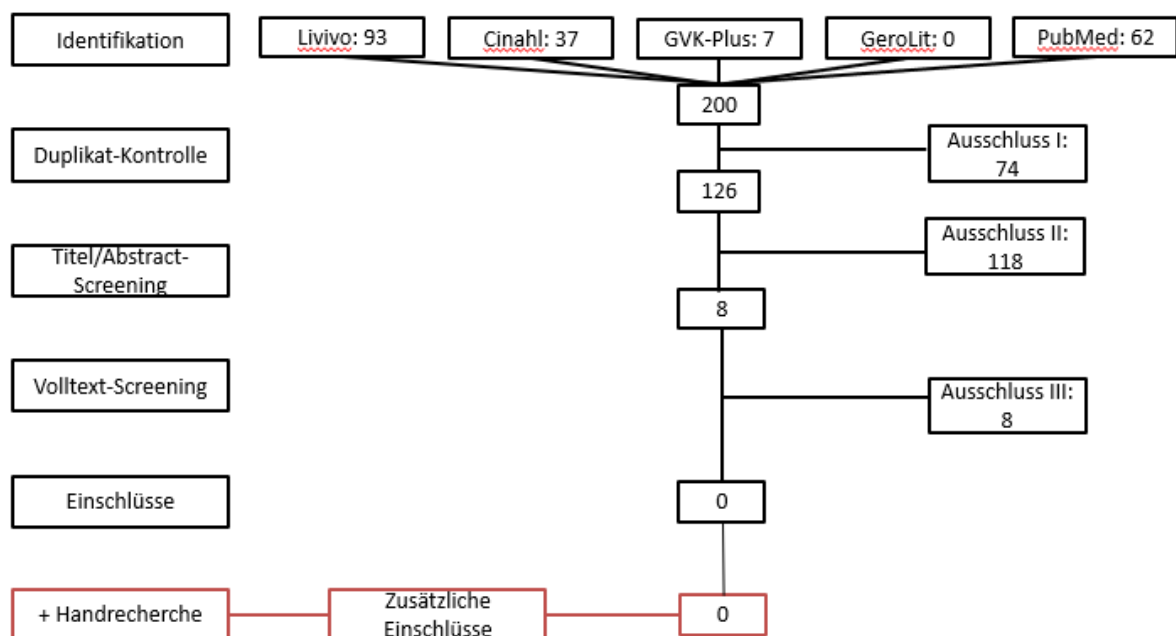 Identifikation
Livivo: 93
Cinahl: 37
GVK-Plus: 7
GeroLit: 0
PubMed: 62
200
Duplikat-Kontrolle
Ausschluss I:
74
126
Titel/Abstract-
Screening
Ausschluss II:
118
8
Volltext-Screening
Ausschluss III:
8
Einschlüsse
0
+ Handrecherche
Zusätzliche
Einschlüsse
0